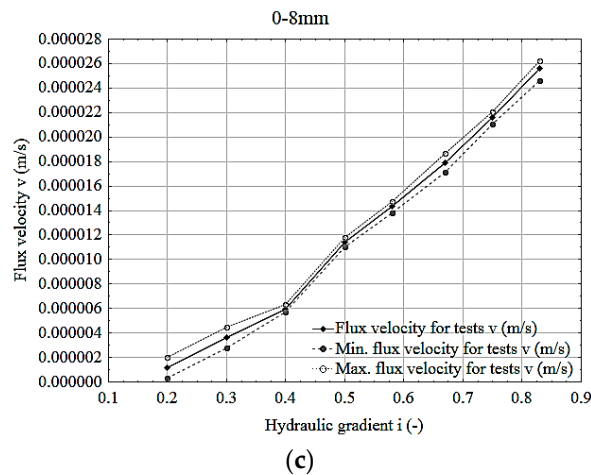 0-8mm
0.000028
0.000026
0.000024
0.000022
0.000020
0.000018
0.000016
0.000014
0.000012
0.000010
0.000008
0.000006
0.000004
0.000002
0.000000
Flux velocity v (m/s)
Flux velocity for tests v (m/s)
Min. flux velocity for tests v (m/s)
Max. flux velocity for tests v (m/s)
0.1 0.2 0.3 0.4 0.5 0.6 0.7 0.8 0.9
Hydraulic gradient i (-)
(c)